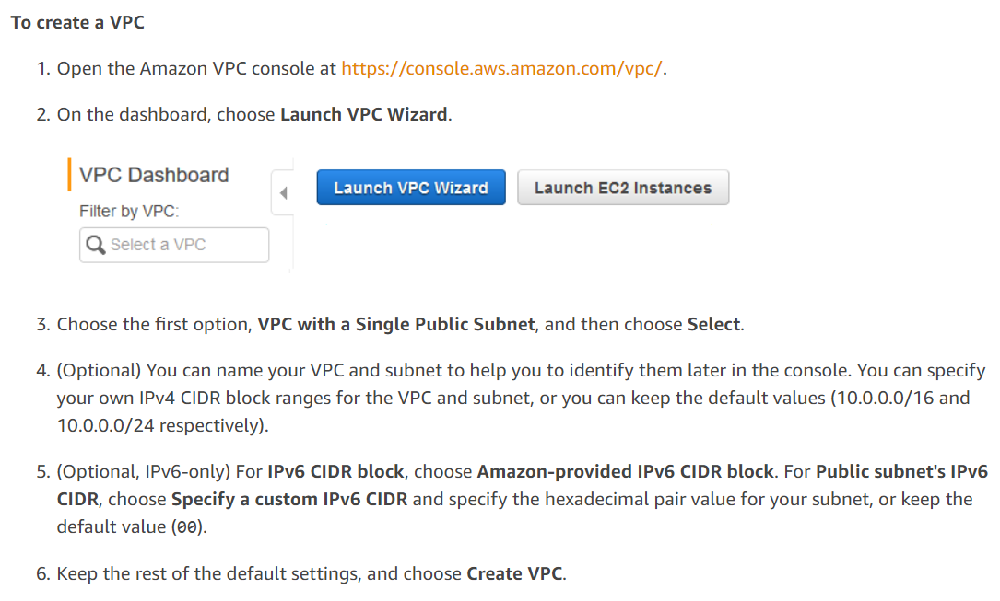 To create a VPC
1. Open the Amazon VPC console at https://console.aws.amazon.com/vpc/.
2. On the dashboard, choose Launch VPC Wizard.
VPC Dashboard
Filter by VPC:
Select a VPC
Launch VPC Wizard
Launch EC2 Instances
3. Choose the first option, VPC with a Single Public Subnet, and then choose Select.
4. (Optional) You can name your VPC and subnet to help you to identify them later in the console. You can specify
your own IPv4 CIDR block ranges for the VPC and subnet, or you can keep the default values (10.0.0.0/16 and
10.0.0.0/24 respectively).
5. (Optional, IPv6-only) For IPv6 CIDR block, choose Amazon-provided IPv6 CIDR block. For Public subnet's IPv6
CIDR, choose Specify a custom IPv6 CIDR and specify the hexadecimal pair value for your subnet, or keep the
default value (00).
6. Keep the rest of the default settings, and choose Create VPC.